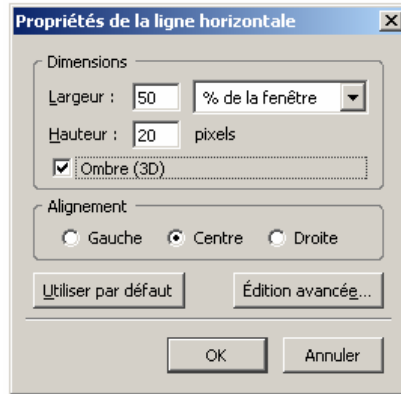 Propriétés de la ligne horizontale
Dimensions
Largeur : 50 % de la fenêtre
Hauteur : 20 pixels
Ombre (3D)
Alignement
Gauche Centre Droite
Utiliser par défaut Édition avancée...
OK Annuler